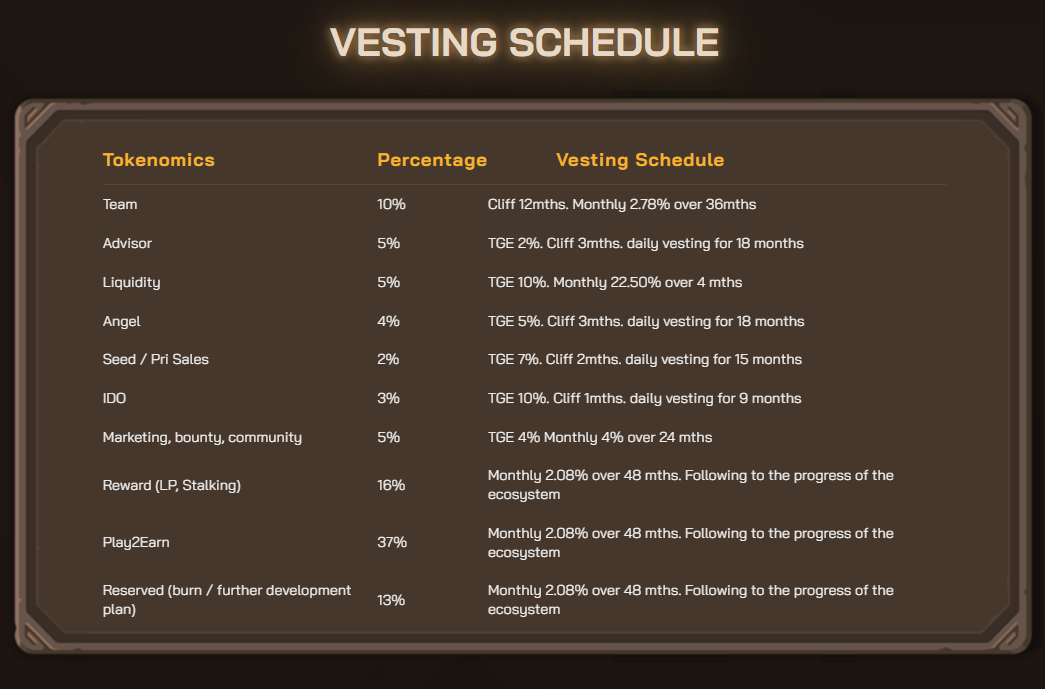 VESTING SCHEDULE
Tokenomics Percentage Vesting Schedule
Team 10% Cliff 12mths. Monthly 2.78% over 36mths
Advisor 5% TGE 2%. Cliff 3mths. daily vesting for 18 months
Liquidity 5% TGE 10%. Monthly 22.50% over 4 mths
Angel 4% TGE 5%. Cliff 3mths. daily vesting for 18 months
Seed / Pri Sales 2% TGE 7%. Cliff 2mths. daily vesting for 15 months
IDO 3% TGE 10%. Cliff 1mths. daily vesting for 9 months
Marketing, bounty, community 5% TGE 4% Monthly 4% over 24 mths
Reward (LP, Stalking) 16% Monthly 2.08% over 48 mths. Following to the progress of the
ecosystem
Play2Earn 37% Monthly 2.08% over 48 mths. Following to the progress of the
ecosystem
Reserved (burn / further development
plan) 13% Monthly 2.08% over 48 mths. Following to the progress of the
ecosystem